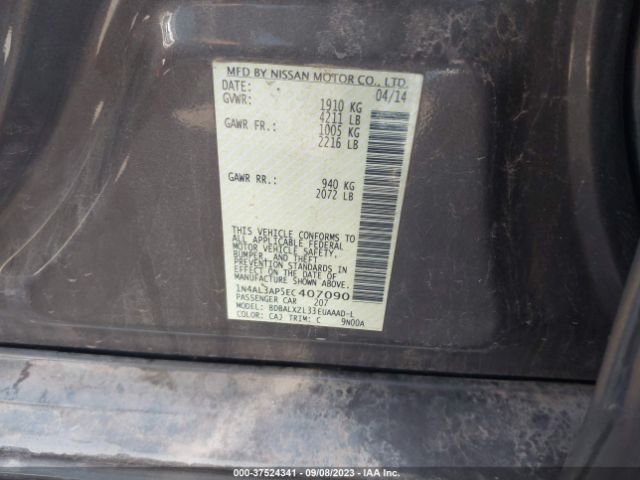 MFD BY NISSAN MOTOR CO., LTD.
DATE: 04/14
GVWR: 1910 KG
4211 LB
GAWR FR.: 1005 KG
2216 LB
GAWR RR.: 940 KG
2072 LB
THIS VEHICLE CONFORMS TO
ALL APPLICABLE FEDERAL
MOTOR VEHICLE SAFETY,
BUMPER, AND THEFT
PREVENTION STANDARDS IN
EFFECT ON THE DATE OF
MANUFACTURE SHOWN ABOVE.
1N4AL3AP5EC407090
PASSENGER CAR 207
MODEL: BDBALXZL33EUAAAD-L
COLOR: CAJ TRIM: C 9N00A
000-37524341 - 09/08/2023 - IAA Inc.